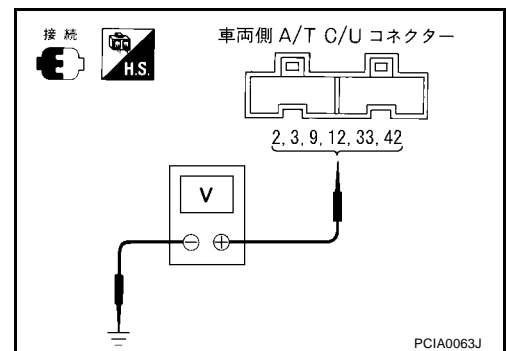 接続
H.S.
車両側 A/T C/U コネクター
2, 3, 9, 12, 33, 42
V
PCIA0063J